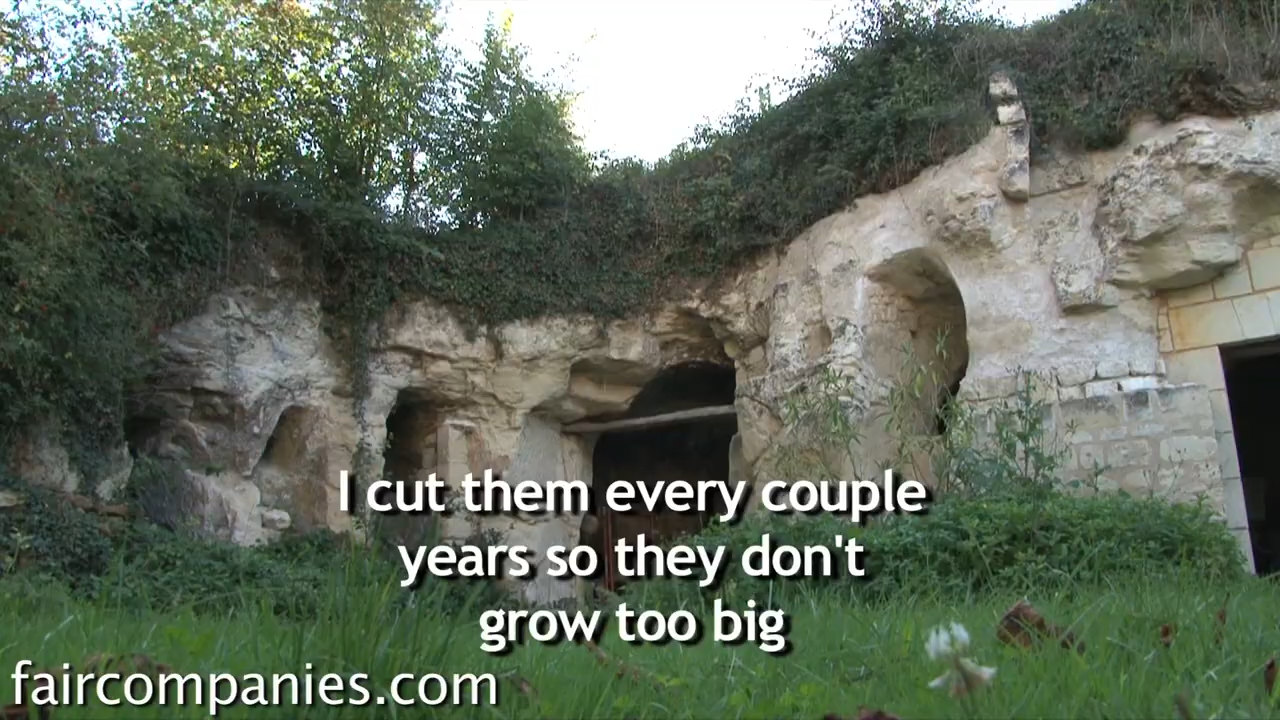 I cut them every couple
years so they don't
grow too big
faircompanies.com